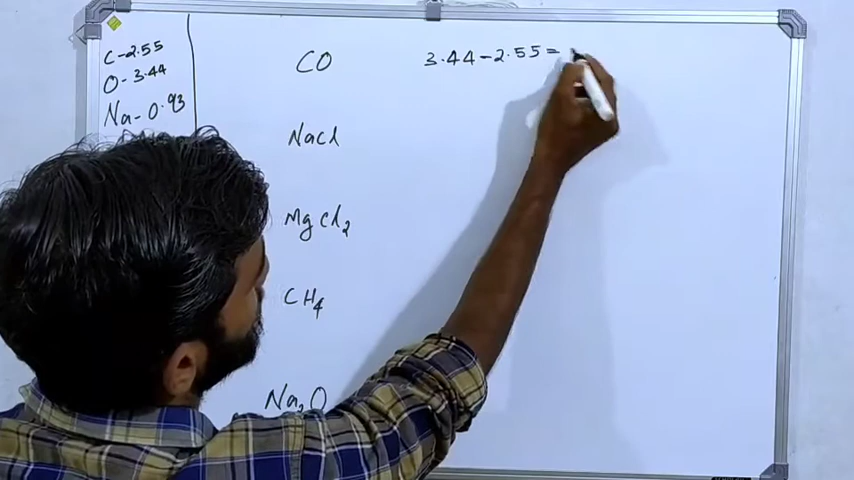 C-2.55
O-3.44
Na-0.93
CO 3.44-2.55=
NaCl
MgCl2
CH4
Na2O